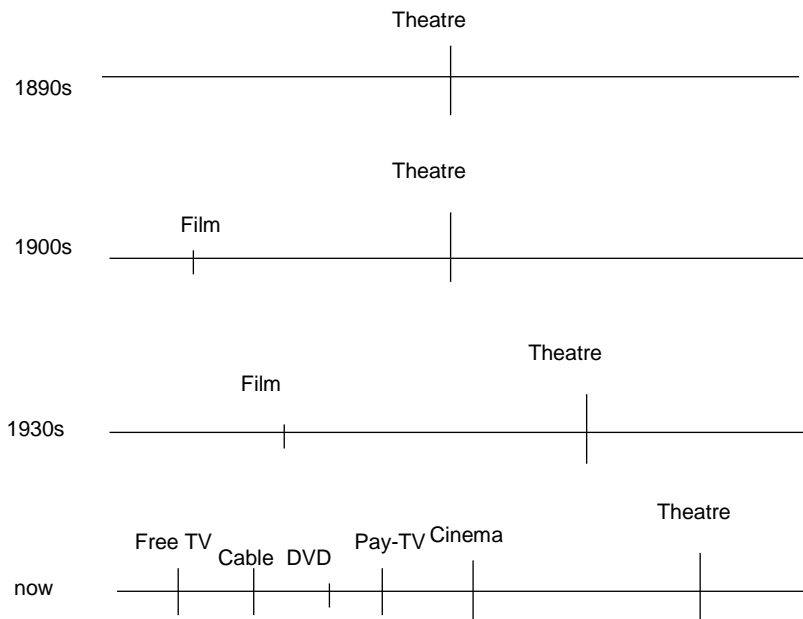 Theatre
1890s
Theatre
Film
1900s
Theatre
Film
1930s
Theatre
Free TV Cable DVD Pay-TV Cinema
now